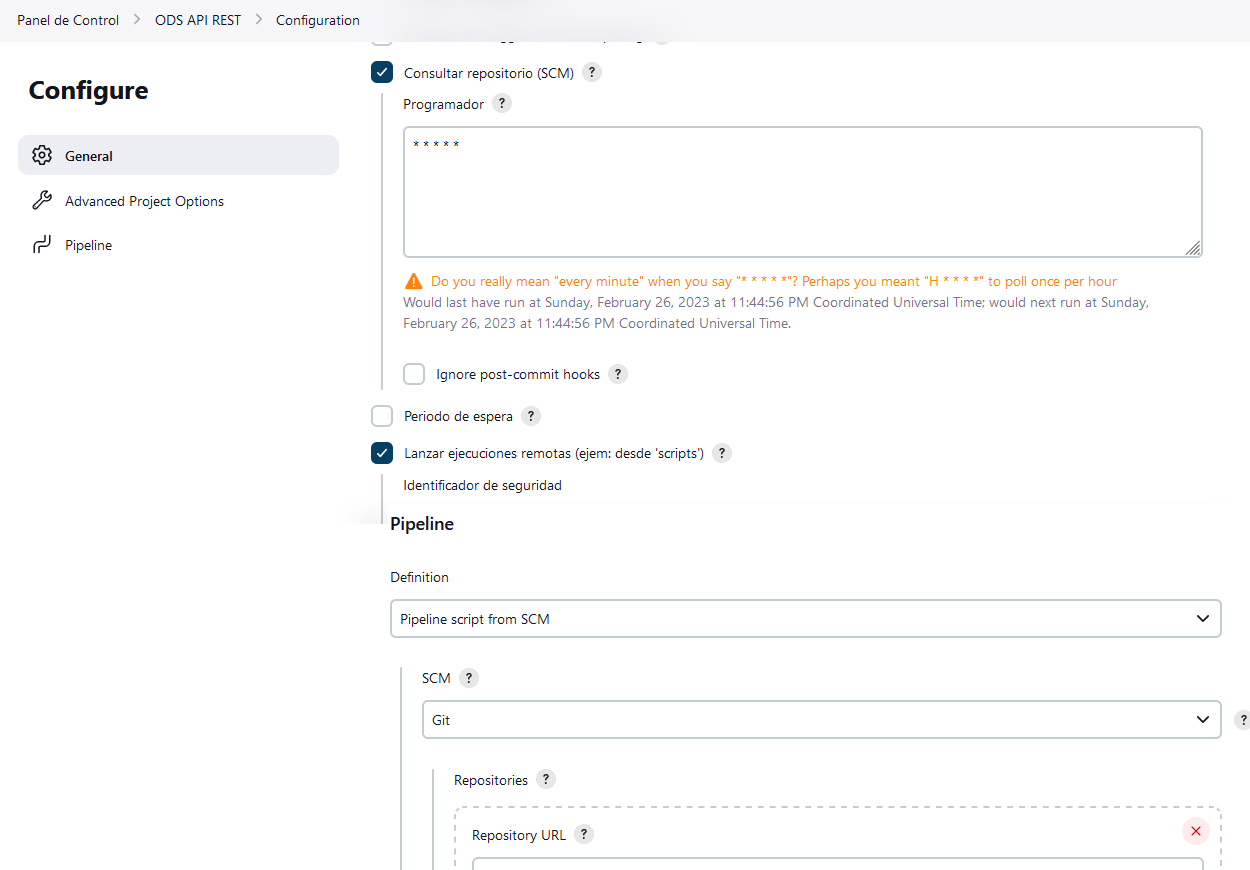 Panel de Control > ODS API REST > Configuration
Configure
General
Advanced Project Options
Pipeline
Consultar repositorio (SCM) ?
Programador ?
* * * * *
Do you really mean "every minute" when you say "* * * * *"? Perhaps you meant "H * * * *" to poll once per hour
Would last have run at Sunday, February 26, 2023 at 11:44:56 PM Coordinated Universal Time; would next run at Sunday,
February 26, 2023 at 11:44:56 PM Coordinated Universal Time.
Ignore post-commit hooks ?
Periodo de espera ?
Lanzar ejecuciones remotas (ejem: desde 'scripts') ?
Identificador de seguridad
Pipeline
Definition
Pipeline script from SCM
SCM ?
Git
?
Repositories ?
Repository URL ?